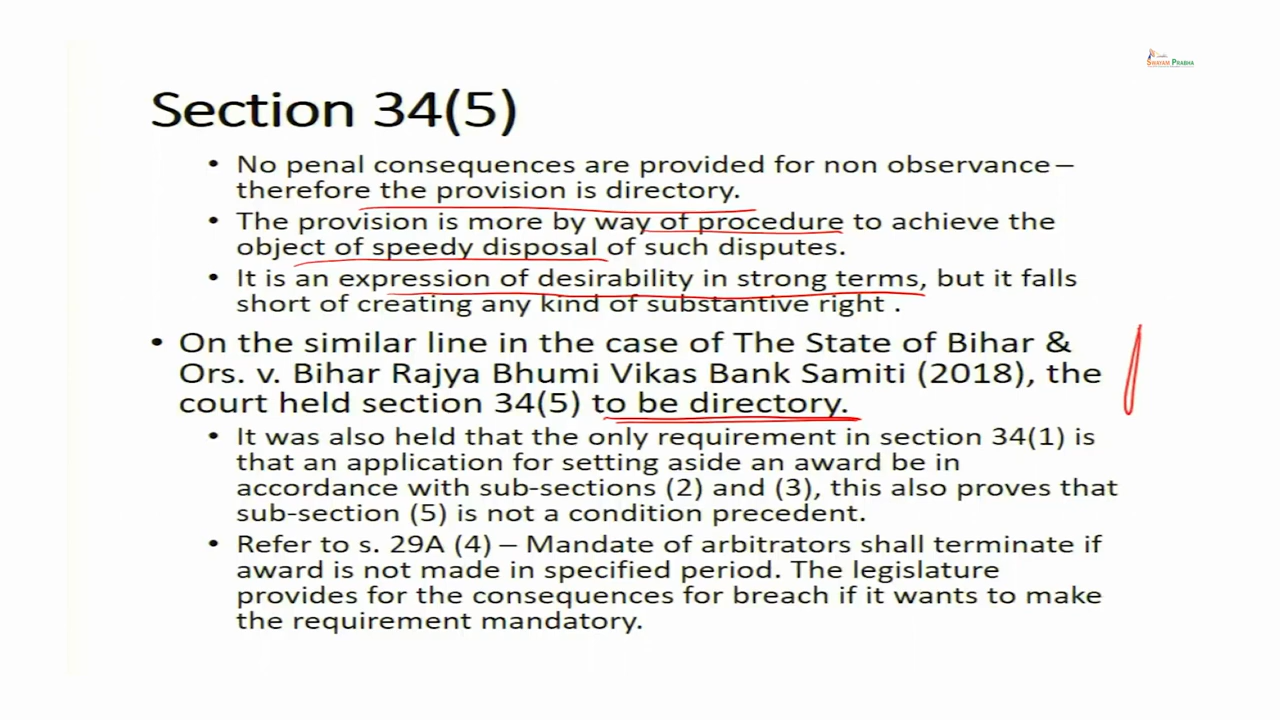 SWAYAM PRABHA
Section 34(5)
• No penal consequences are provided for non observance –
therefore the provision is directory.
• The provision is more by way of procedure to achieve the
object of speedy disposal of such disputes.
• It is an expression of desirability in strong terms, but it falls
short of creating any kind of substantive right .
• On the similar line in the case of The State of Bihar &
Ors. v. Bihar Rajya Bhumi Vikas Bank Samiti (2018), the
court held section 34(5) to be directory.
• It was also held that the only requirement in section 34(1) is
that an application for setting aside an award be in
accordance with sub-sections (2) and (3), this also proves that
sub-section (5) is not a condition precedent.
• Refer to s. 29A (4) – Mandate of arbitrators shall terminate if
award is not made in specified period. The legislature
provides for the consequences for breach if it wants to make
the requirement mandatory.